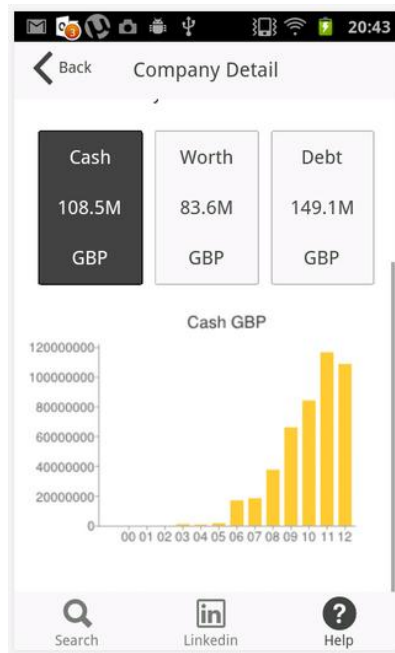 3
20:43
Back Company Detail
Cash Worth Debt
108.5M 83.6M 149.1M
GBP GBP GBP
Cash GBP
120000000
100000000
80000000
60000000
40000000
20000000
0
00 01 02 03 04 05 06 07 08 09 10 11 12
in
?
Search Linkedin Help